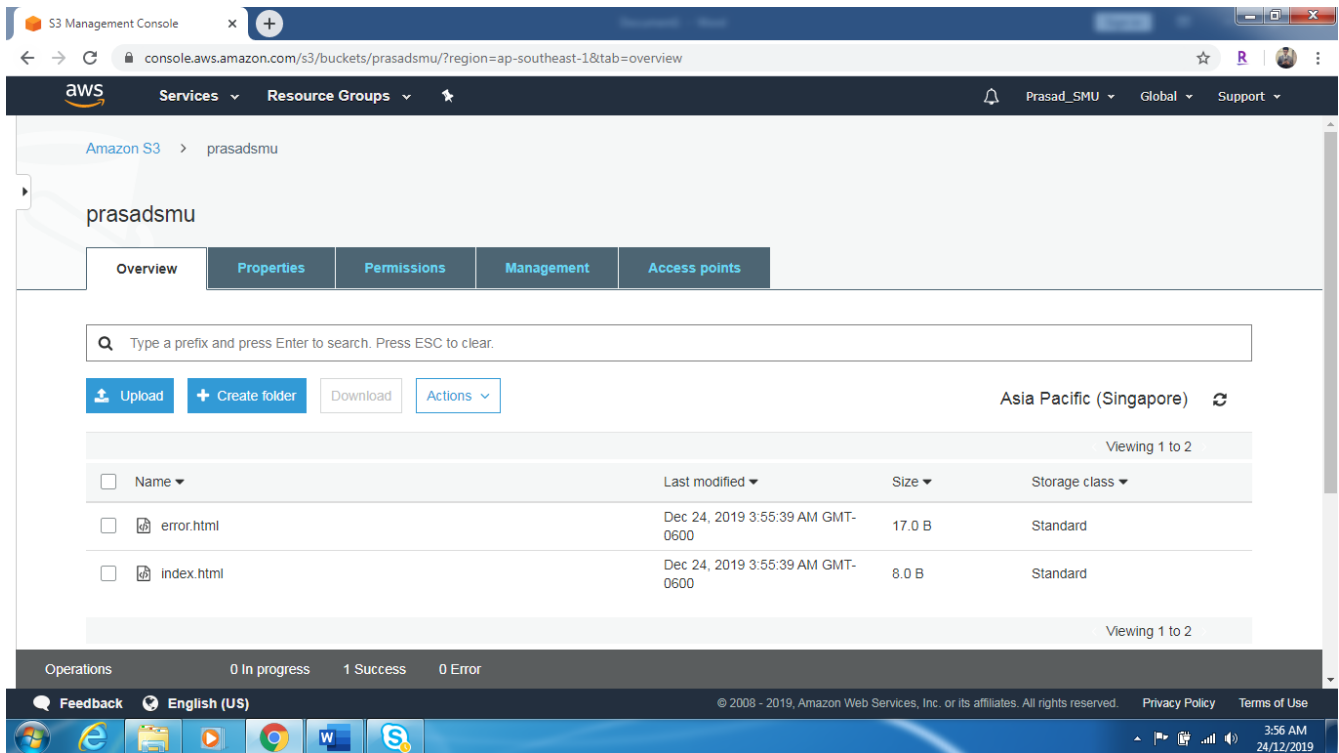 S3 Management Console
console.aws.amazon.com/s3/buckets/prasadsmu/?region=ap-southeast-1&tab=overview
R
aws Services Resource Groups Prasad_SMU Global Support
Amazon S3 > prasadsmu
prasadsmu
Overview Properties Permissions Management Access points
Type a prefix and press Enter to search. Press ESC to clear.
Upload Create folder Download Actions Asia Pacific (Singapore)
Viewing 1 to 2
Name Last modified Size Storage class
error.html Dec 24, 2019 3:55:39 AM GMT-
0600 17.0 B Standard
index.html Dec 24, 2019 3:55:39 AM GMT-
0600 8.0 B Standard
Viewing 1 to 2
Operations 0 In progress 1 Success 0 Error
Feedback English (US) © 2008 - 2019, Amazon Web Services, Inc. or its affiliates. All rights reserved. Privacy Policy Terms of Use
3:56 AM
24/12/2019